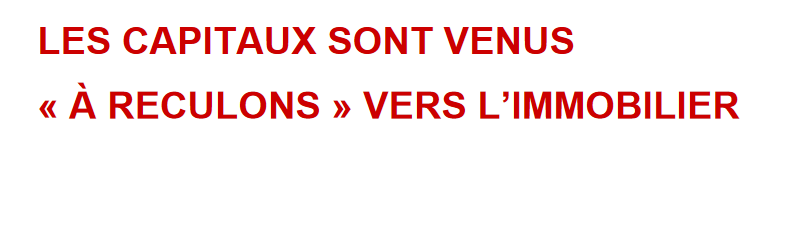 LES CAPITAUX SONT VENUS
« À RECULONS » VERS L’IMMOBILIER